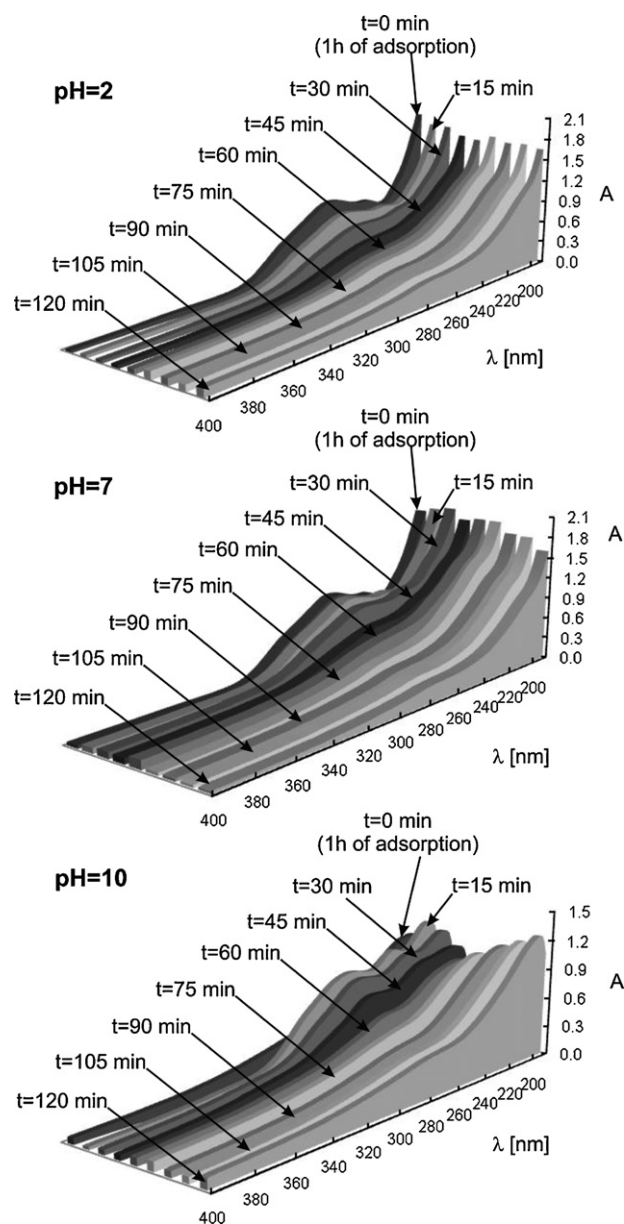 t=0 min
(1h of adsorption)
pH=2
t=30 min
t=15 min
t=45 min
t=60 min
t=75 min
t=90 min
t=105 min
t=120 min
2.1
1.8
1.5
1.2
0.9
0.6
0.3
0.0
A
200
220
240
260
280
300
320
340
360
380
400
λ [nm]
t=0 min
(1h of adsorption)
pH=7
t=30 min
t=15 min
t=45 min
t=60 min
t=75 min
t=90 min
t=105 min
t=120 min
2.1
1.8
1.5
1.2
0.9
0.6
0.3
0.0
A
200
220
240
260
280
300
320
340
360
380
400
λ [nm]
t=0 min
(1h of adsorption)
pH=10
t=30 min
t=15 min
t=45 min
t=60 min
t=75 min
t=90 min
t=105 min
t=120 min
1.5
1.2
0.9
0.6
0.3
0.0
A
200
220
240
260
280
300
320
340
360
380
400
λ [nm]